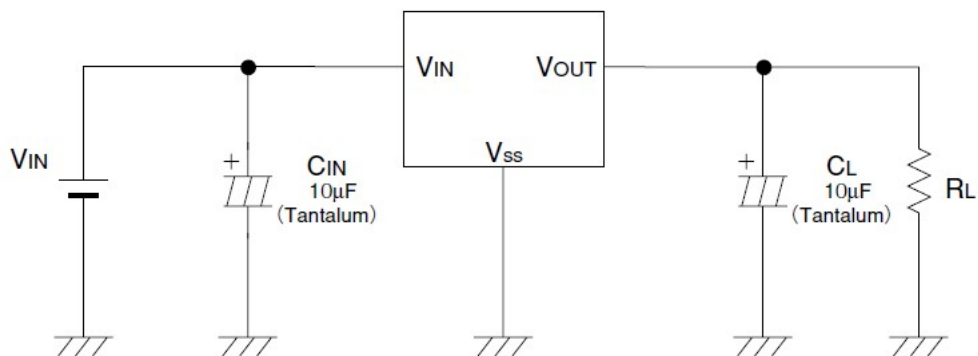 VIN
VOUT
VSS
VIN
+
CIN
10μF
(Tantalum)
+
CL
10μF
(Tantalum)
RL